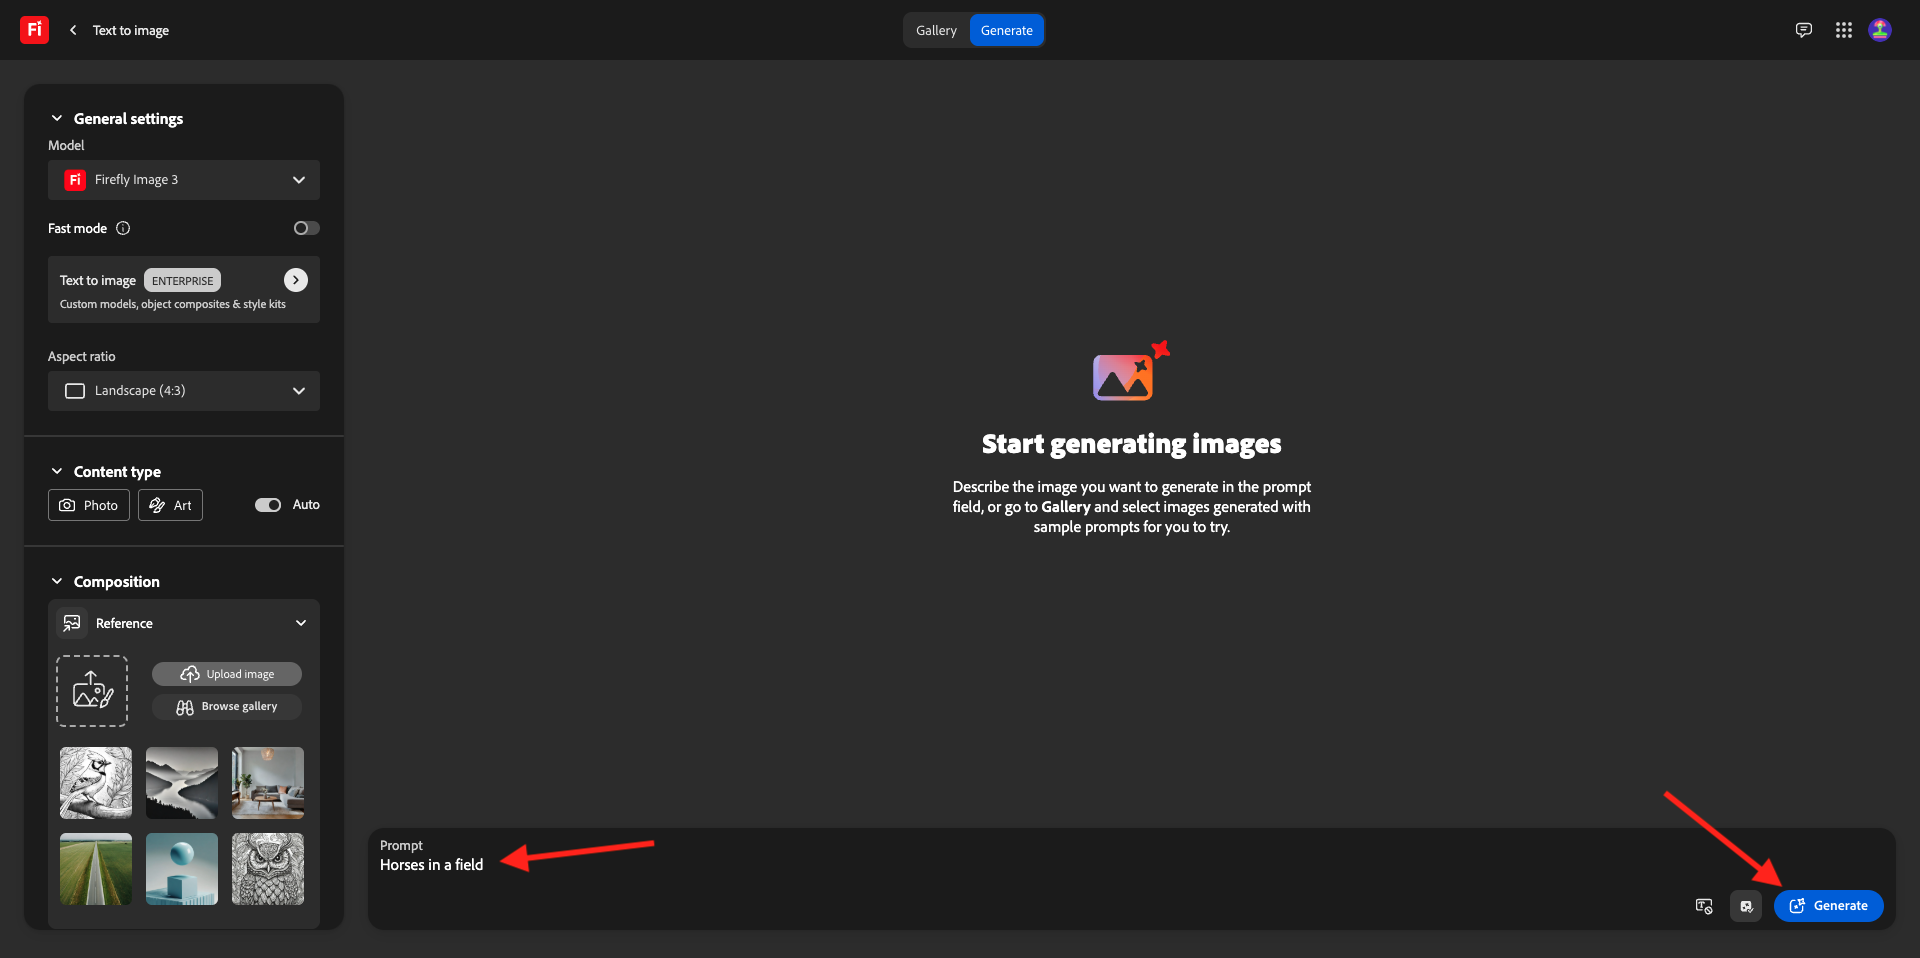 Fi
Text to image
Gallery
Generate
General settings
Model
Fi
Firefly Image 3
Fast mode
Text to image
ENTERPRISE
Custom models, object composites & style kits
Aspect ratio
Landscape (4:3)
Content type
Photo
Art
Auto
Composition
Reference
Upload image
Browse gallery
Start generating images
Describe the image you want to generate in the prompt
field, or go to Gallery and select images generated with
sample prompts for you to try.
Prompt
Horses in a field
Generate